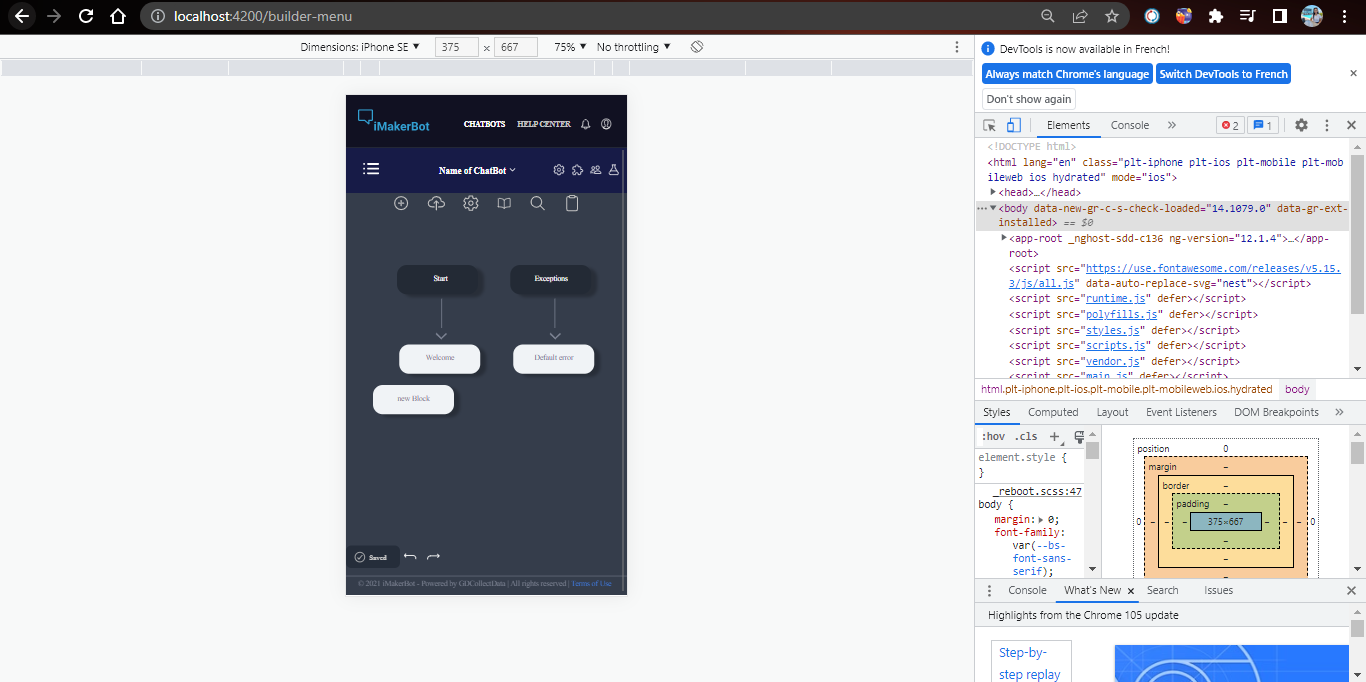 localhost:4200/builder-menu
Dimensions: iPhone SE ▼ 375 × 667 75% ▼ No throttling ▼
DevTools is now available in French!
Always match Chrome's language Switch DevTools to French
Don't show again
Elements Console » 2 1
<!DOCTYPE html>
<html lang="en" class="plt-iphone plt-ios plt-mobile plt-mob
ileweb ios hydrated" mode="ios">
<head>…</head>
<body data-new-gr-c-s-check-loaded="14.1079.0" data-gr-ext-
installed> == $0
<app-root _nghost-sdd-c136 ng-version="12.1.4">…</app-
root>
<script src="https://use.fontawesome.com/releases/v5.15.
3/js/all.js" data-auto-replace-svg="nest"></script>
<script src="runtime.js" defer></script>
<script src="polyfills.js" defer></script>
<script src="styles.js" defer></script>
<script src="scripts.js" defer></script>
<script src="vendor.js" defer></script>
<script src="main.js" defer></script>
html.plt-iphone.plt-ios.plt-mobile.plt-mobileweb.ios.hydrated body
Styles Computed Layout Event Listeners DOM Breakpoints »
:hov .cls +
element.style {
}
_reboot.scss:47
body {
margin: 0;
font-family:
var(--bs-
font-sans-
serif);
position 0
margin –
border –
padding –
0 – – – 375×667 – – – 0
–
–
–
Console What's New × Search Issues
Highlights from the Chrome 105 update
Step-by-
step replay
iMakerBot CHATBOTS HELP CENTER
Name of ChatBot
Start Exceptions
Welcome Default error
new Block
Saved
© 2021 iMakerBot - Powered by GDCollectData | All rights reserved | Terms of Use